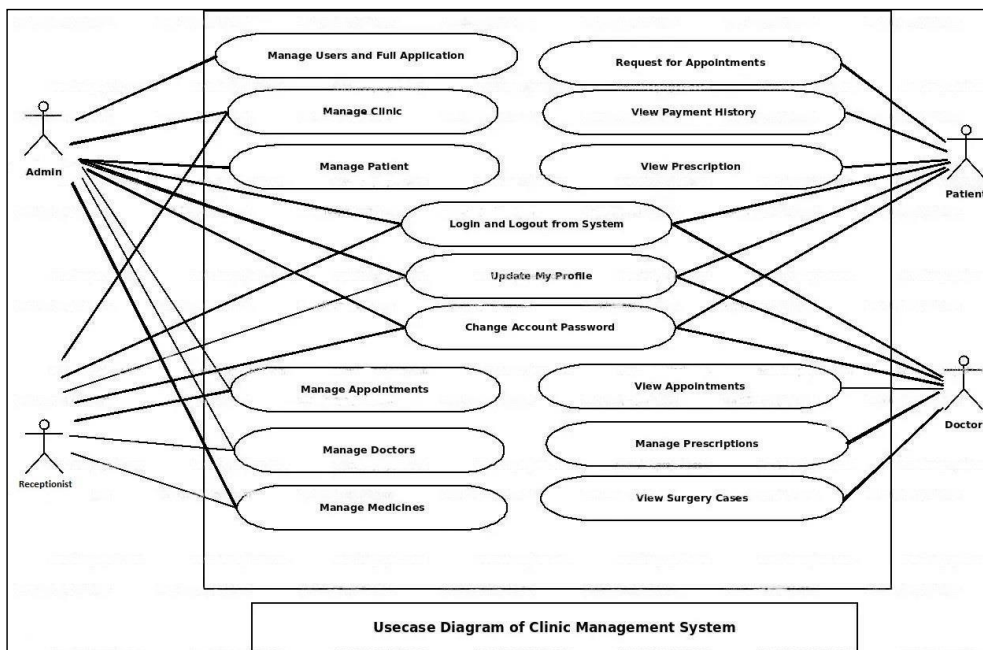 Manage Users and Full Application
Request for Appointments
Manage Clinic
View Payment History
Admin
Manage Patient
View Prescription
Patient
Login and Logout from System
Update My Profile
Change Account Password
Manage Appointments
View Appointments
Doctor
Manage Doctors
Manage Prescriptions
Receptionist
Manage Medicines
View Surgery Cases
Usecase Diagram of Clinic Management System